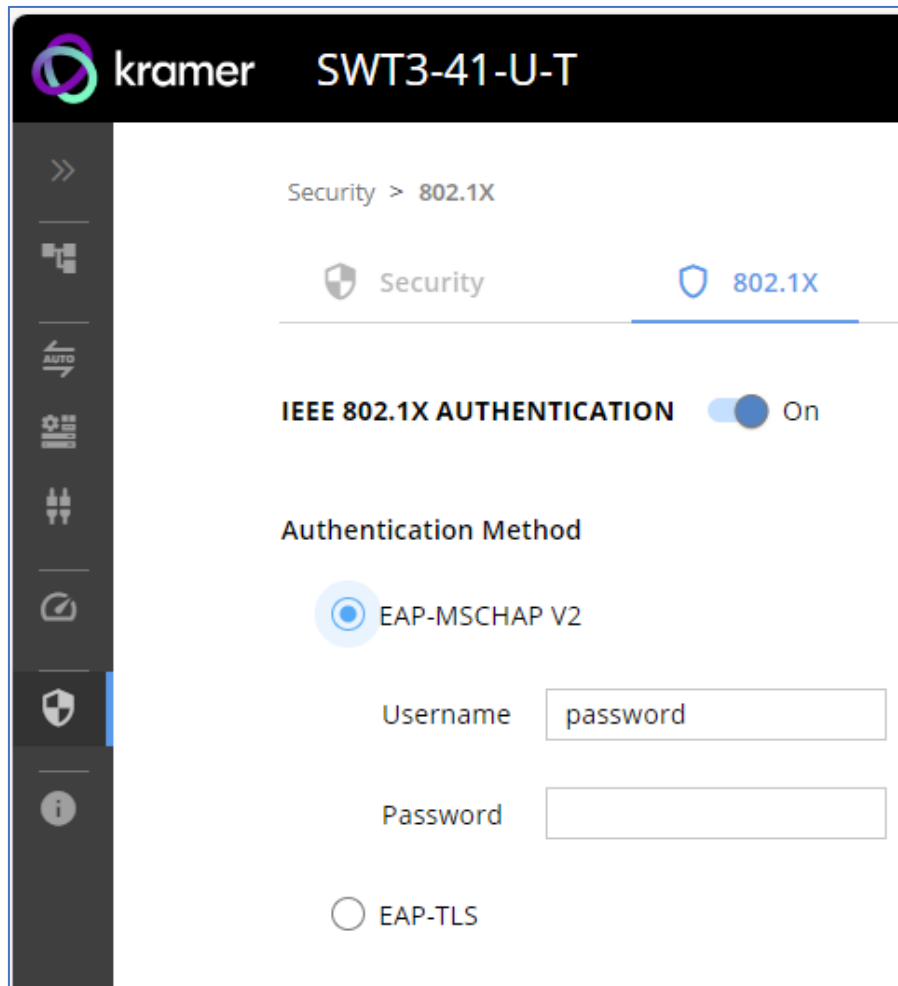 kramer SWT3-41-U-T
Security > 802.1X
Security 802.1X
AUTO
IEEE 802.1X AUTHENTICATION On
Authentication Method
EAP-MSCHAP V2
Username password
Password
EAP-TLS